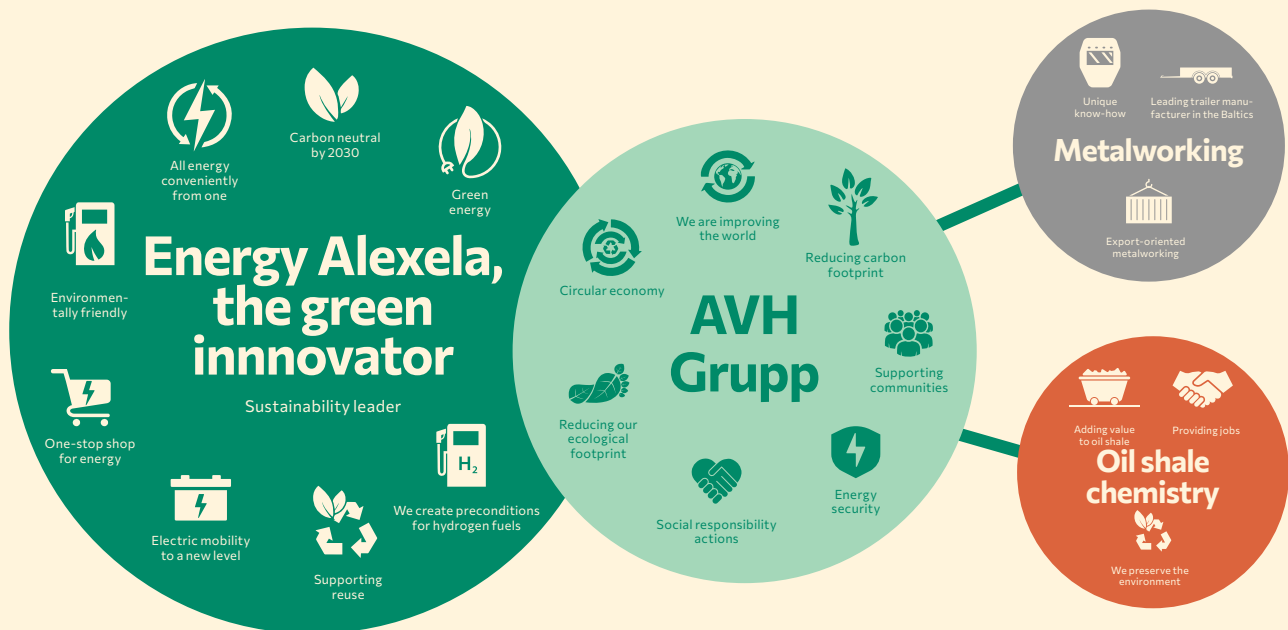 All energy
conveniently
from one
Carbon neutral
by 2030
Green
energy
Environmen-
tally friendly
Energy Alexela,
the green
innnovator
Sustainability leader
One-stop shop
for energy
Electric mobility
to a new level
Supporting
reuse
H2
We create preconditions
for hydrogen fuels
We are improving
the world
Reducing carbon
footprint
Circular economy
AVH
Grupp
Supporting
communities
Reducing our
ecological
footprint
Social responsibility
actions
Energy
security
Unique
know-how
Leading trailer manu-
facturer in the Baltics
Metalworking
Export-oriented
metalworking
Adding value
to oil shale
Providing jobs
Oil shale
chemistry
We preserve the
environment